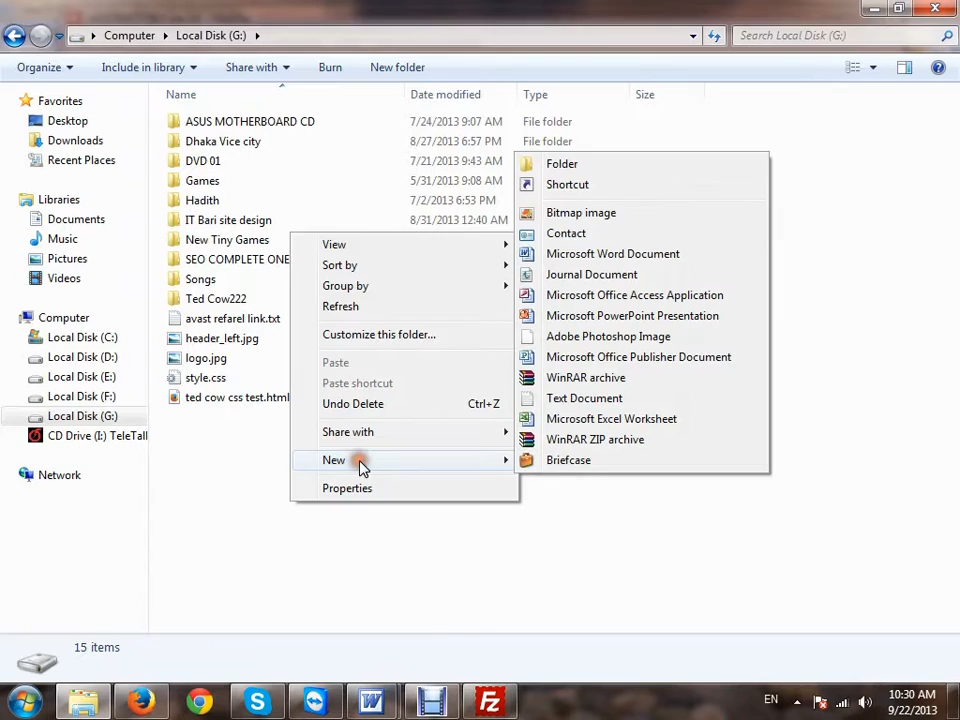 Computer Local Disk (G:) Search Local Disk (G:)
Organize Include in library Share with Burn New folder
Favorites
Desktop
Downloads
Recent Places
Libraries
Documents
Music
Pictures
Videos
Computer
Local Disk (C:)
Local Disk (D:)
Local Disk (E:)
Local Disk (F:)
Local Disk (G:)
CD Drive (I:) TeleTall
Network
Name Date modified Type Size
ASUS MOTHERBOARD CD 7/24/2013 9:07 AM File folder
Dhaka Vice city 8/27/2013 6:57 PM File folder
DVD 01 7/21/2013 9:43 AM
Games 5/31/2013 9:08 AM
Hadith 7/2/2013 6:53 PM
IT Bari site design 8/31/2013 12:40 AM
New Tiny Games
SEO COMPLETE ONE
Songs
Ted Cow222
avast refarel link.txt
header_left.jpg
logo.jpg
style.css
ted cow css test.html
View
Sort by
Group by
Refresh
Customize this folder...
Paste
Paste shortcut
Undo Delete Ctrl+Z
Share with
New
Properties
Folder
Shortcut
Bitmap image
Contact
Microsoft Word Document
Journal Document
Microsoft Office Access Application
Microsoft PowerPoint Presentation
Adobe Photoshop Image
Microsoft Office Publisher Document
WinRAR archive
Text Document
Microsoft Excel Worksheet
WinRAR ZIP archive
Briefcase
15 items
EN 10:30 AM
9/22/2013